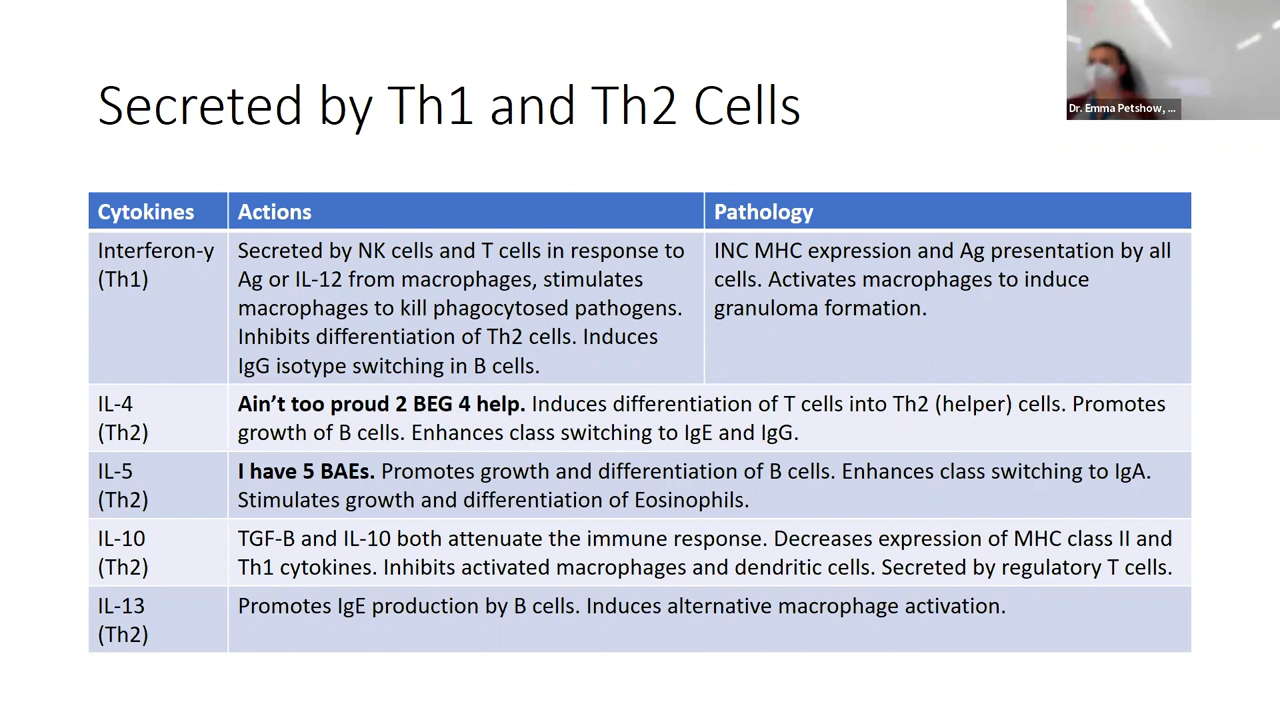 Dr. Emma Petshow, ...
Secreted by Th1 and Th2 Cells
Cytokines
Actions
Pathology
Interferon-y
(Th1)
Secreted by NK cells and T cells in response to
Ag or IL-12 from macrophages, stimulates
macrophages to kill phagocytosed pathogens.
Inhibits differentiation of Th2 cells. Induces
IgG isotype switching in B cells.
INC MHC expression and Ag presentation by all
cells. Activates macrophages to induce
granuloma formation.
IL-4
(Th2)
Ain't too proud 2 BEG 4 help. Induces differentiation of T cells into Th2 (helper) cells. Promotes
growth of B cells. Enhances class switching to IgE and IgG.
IL-5
(Th2)
I have 5 BAEs. Promotes growth and differentiation of B cells. Enhances class switching to IgA.
Stimulates growth and differentiation of Eosinophils.
IL-10
(Th2)
TGF-B and IL-10 both attenuate the immune response. Decreases expression of MHC class II and
Th1 cytokines. Inhibits activated macrophages and dendritic cells. Secreted by regulatory T cells.
IL-13
(Th2)
Promotes IgE production by B cells. Induces alternative macrophage activation.